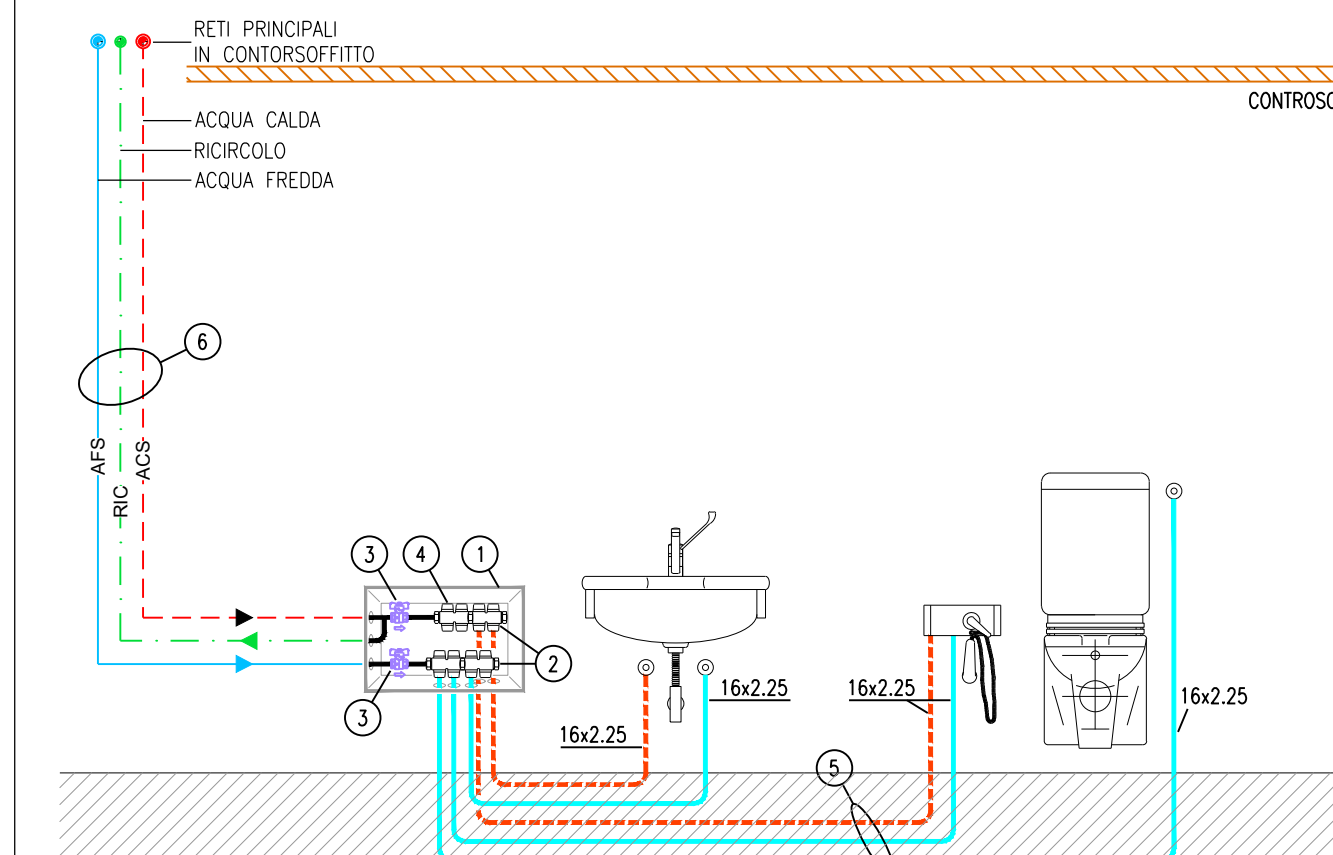 RETI PRINCIPALI
IN CONTORSOFFITTO
CONTROSC
ACQUA CALDA
RICIRCOLO
ACQUA FREDDA
6
AFS
RIC
ACS
3
4
1
2
3
16x2.25
16x2.25
16x2.25
16x2.25
5